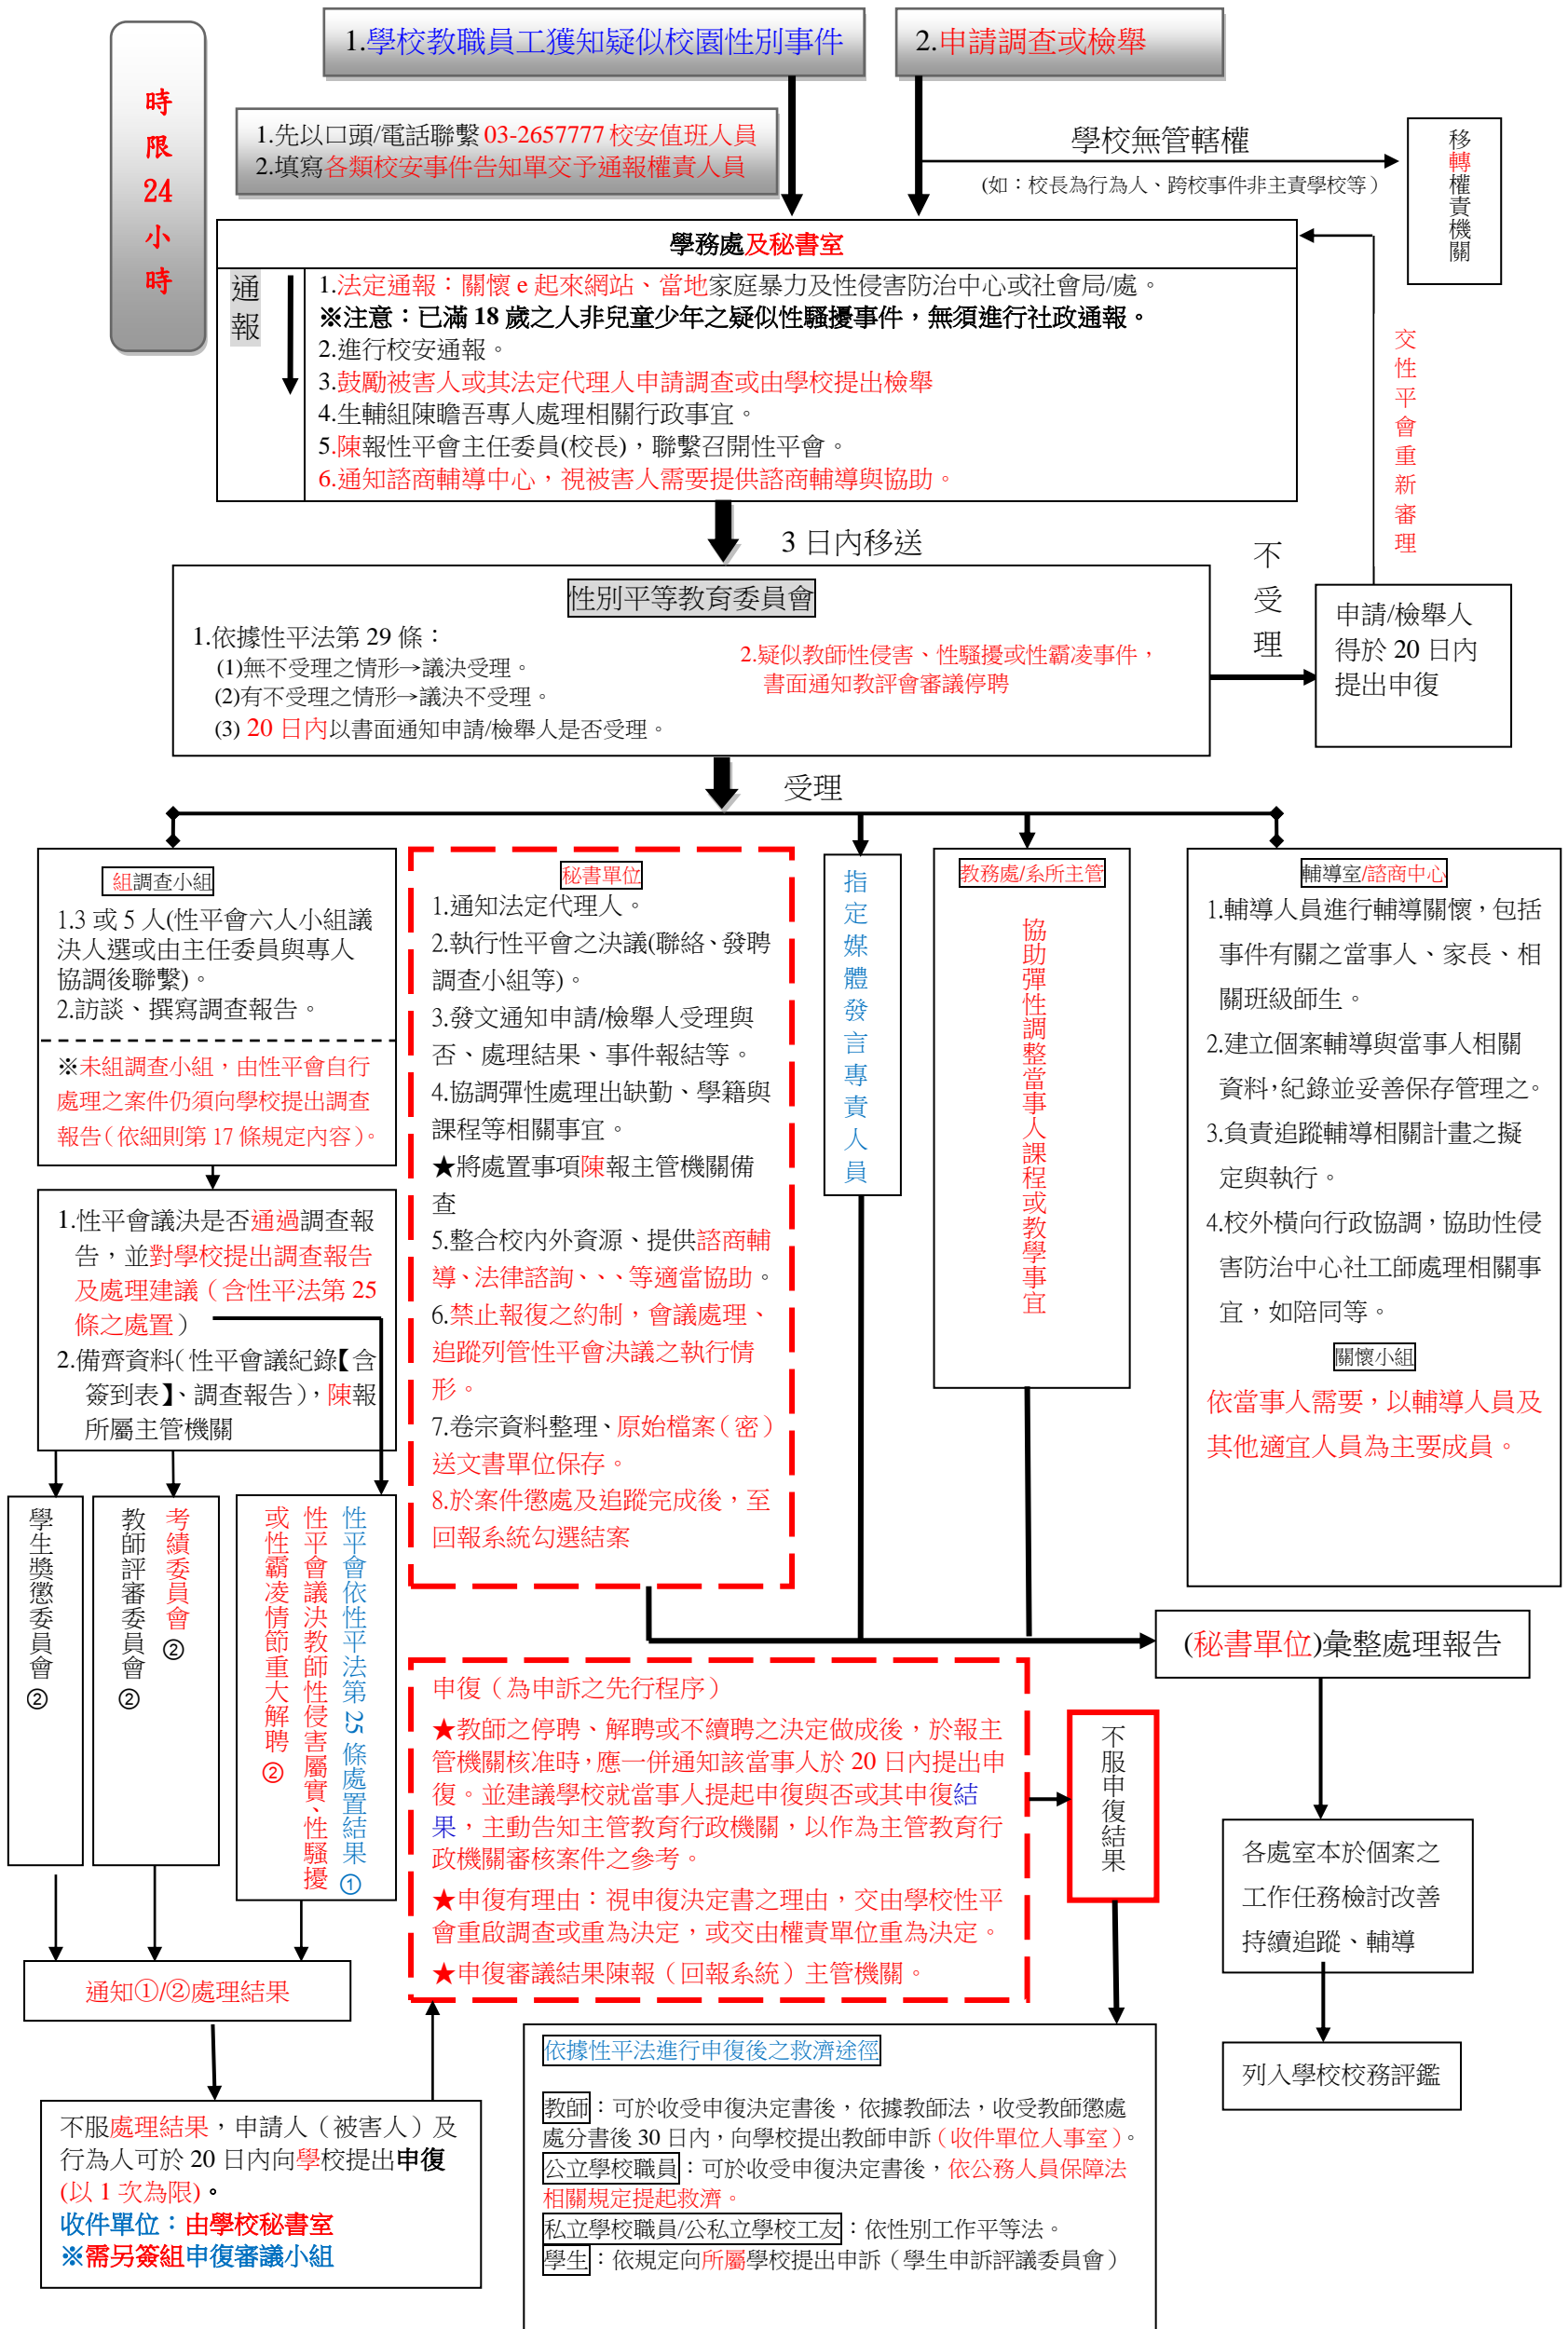 時
限
24
小
時
1.學校教職員工獲知疑似校園性別事件
2.申請調查或檢舉
1.先以口頭/電話聯繫 03-2657777 校安值班人員
2.填寫各類校安事件告知單交予通報權責人員
學校無管轄權
(如：校長為行為人、跨校事件非主責學校等)
移轉權責機關
學務處及秘書室
通報
1.法定通報：關懷 e 起來網站、當地家庭暴力及性侵害防治中心或社會局/處。
※注意：已滿 18 歲之人非兒童少年之疑似性騷擾事件，無須進行社政通報。
2.進行校安通報。
3.鼓勵被害人或其法定代理人申請調查或由學校提出檢舉
4.生輔組陳瞻吾專人處理相關行政事宜。
5.陳報性平會主任委員(校長)，聯繫召開性平會。
6.通知諮商輔導中心，視被害人需要提供諮商輔導與協助。
交性平會重新審理
3 日內移送
性別平等教育委員會
1.依據性平法第 29 條：
(1)無不受理之情形→議決受理。
(2)有不受理之情形→議決不受理。
(3) 20 日內以書面通知申請/檢舉人是否受理。
2.疑似教師性侵害、性騷擾或性霸凌事件，
書面通知教評會審議停聘
不受理
申請/檢舉人
得於 20 日內
提出申復
受理
組調查小組
1.3 或 5 人(性平會六人小組議
決人選或由主任委員與專人
協調後聯繫)。
2.訪談、撰寫調查報告。
※未組調查小組，由性平會自行
處理之案件仍須向學校提出調查
報告（依細則第 17 條規定內容）。
1.性平會議決是否通過調查報
告，並對學校提出調查報告
及處理建議（含性平法第 25
條之處置）
2.備齊資料（性平會議紀錄【含
簽到表】、調查報告），陳報
所屬主管機關
學生獎懲委員會②
考績委員會②
教師評審委員會②
性平會依性平法第 25 條處置結果①
性平會議決教師性侵害屬實、性騷擾
或性霸凌情節重大解聘②
通知①/②處理結果
不服處理結果，申請人（被害人）及
行為人可於 20 日內向學校提出申復
(以 1 次為限)。
收件單位：由學校秘書室
※需另簽組申復審議小組
秘書單位
1.通知法定代理人。
2.執行性平會之決議(聯絡、發聘
調查小組等)。
3.發文通知申請/檢舉人受理與
否、處理結果、事件報結等。
4.協調彈性處理出缺勤、學籍與
課程等相關事宜。
★將處置事項陳報主管機關備
查
5.整合校內外資源、提供諮商輔
導、法律諮詢、、、等適當協助。
6.禁止報復之約制，會議處理、
追蹤列管性平會決議之執行情
形。
7.卷宗資料整理、原始檔案（密）
送文書單位保存。
8.於案件懲處及追蹤完成後，至
回報系統勾選結案
指定媒體發言專責人員
教務處/系所主管
協助彈性調整當事人課程或教學事宜
輔導室/諮商中心
1.輔導人員進行輔導關懷，包括
事件有關之當事人、家長、相
關班級師生。
2.建立個案輔導與當事人相關
資料，紀錄並妥善保存管理之。
3.負責追蹤輔導相關計畫之擬
定與執行。
4.校外橫向行政協調，協助性侵
害防治中心社工師處理相關事
宜，如陪同等。
關懷小組
依當事人需要，以輔導人員及
其他適宜人員為主要成員。
(秘書單位)彙整處理報告
各處室本於個案之
工作任務檢討改善
持續追蹤、輔導
列入學校校務評鑑
申復（為申訴之先行程序）
★教師之停聘、解聘或不續聘之決定做成後，於報主
管機關核准時，應一併通知該當事人於 20 日內提出申
復。並建議學校就當事人提起申復與否或其申復結
果，主動告知主管教育行政機關，以作為主管教育行
政機關審核案件之參考。
★申復有理由：視申復決定書之理由，交由學校性平
會重啟調查或重為決定，或交由權責單位重為決定。
★申復審議結果陳報（回報系統）主管機關。
不服申復結果
依據性平法進行申復後之救濟途徑
教師：可於收受申復決定書後，依據教師法，收受教師懲處
處分書後 30 日內，向學校提出教師申訴（收件單位人事室）。
公立學校職員：可於收受申復決定書後，依公務人員保障法
相關規定提起救濟。
私立學校職員/公私立學校工友：依性別工作平等法。
學生：依規定向所屬學校提出申訴（學生申訴評議委員會）